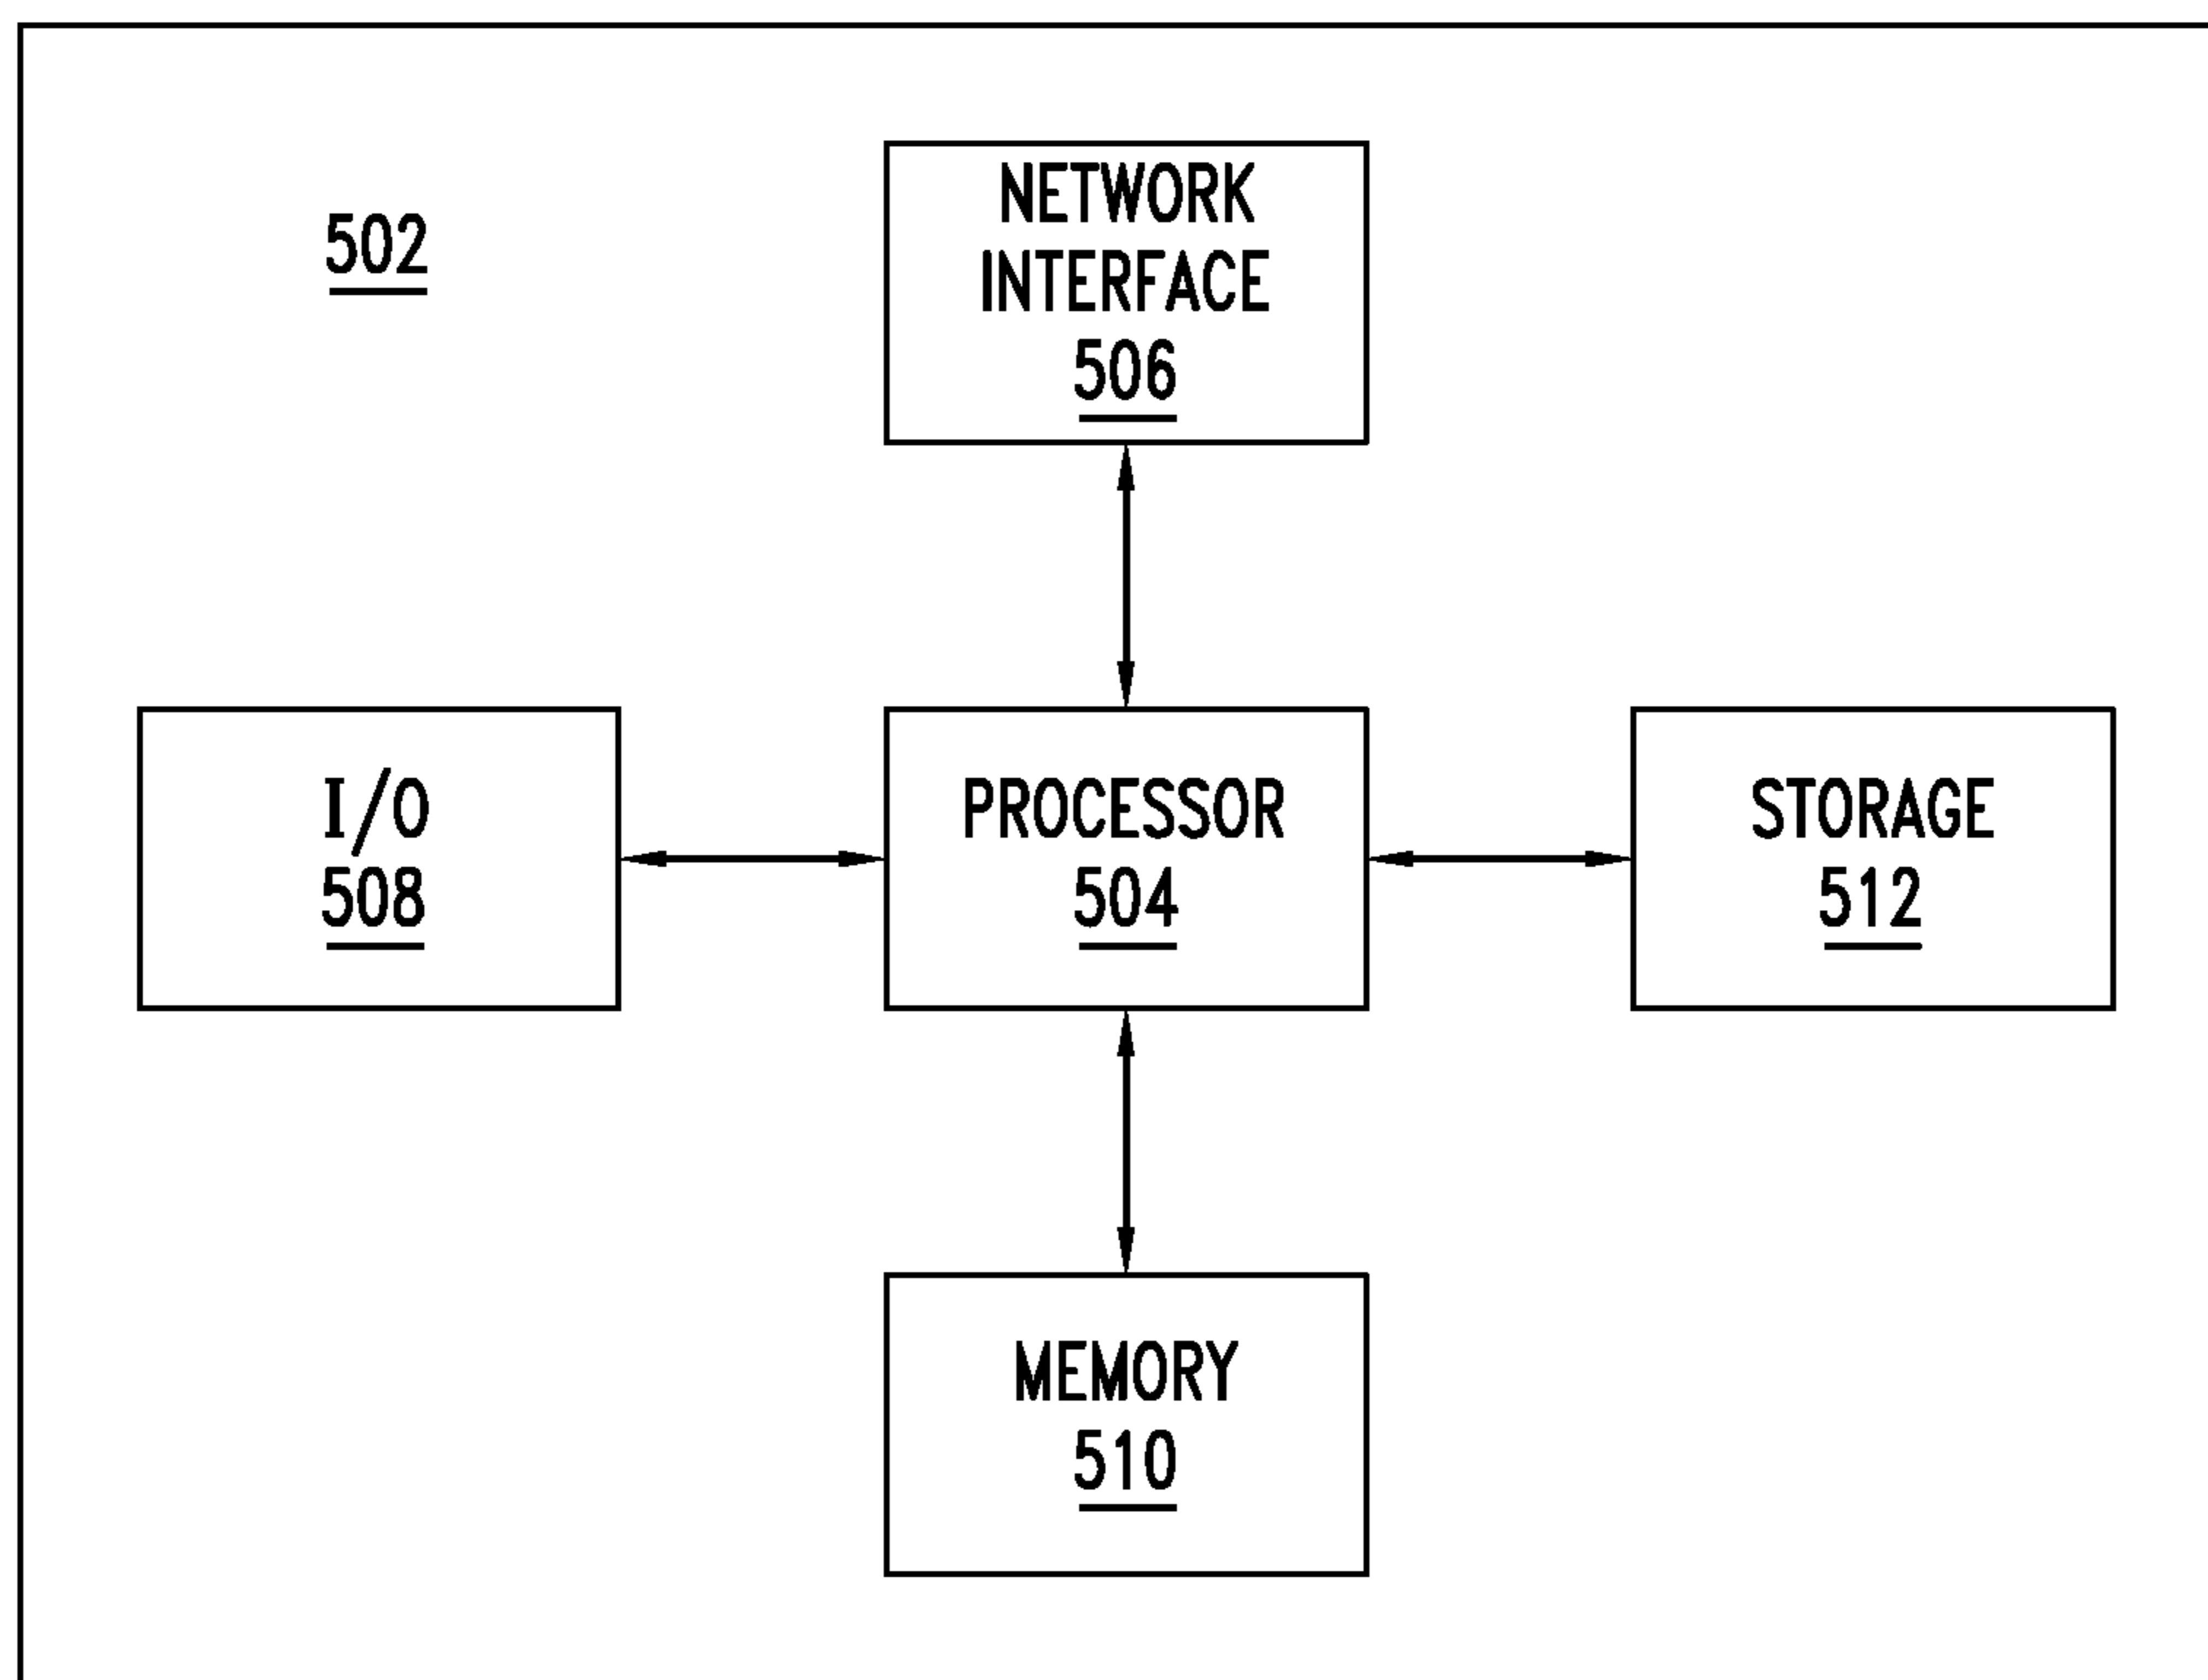 502
NETWORK
INTERFACE
506
I/O
508
PROCESSOR
504
STORAGE
512
MEMORY
510